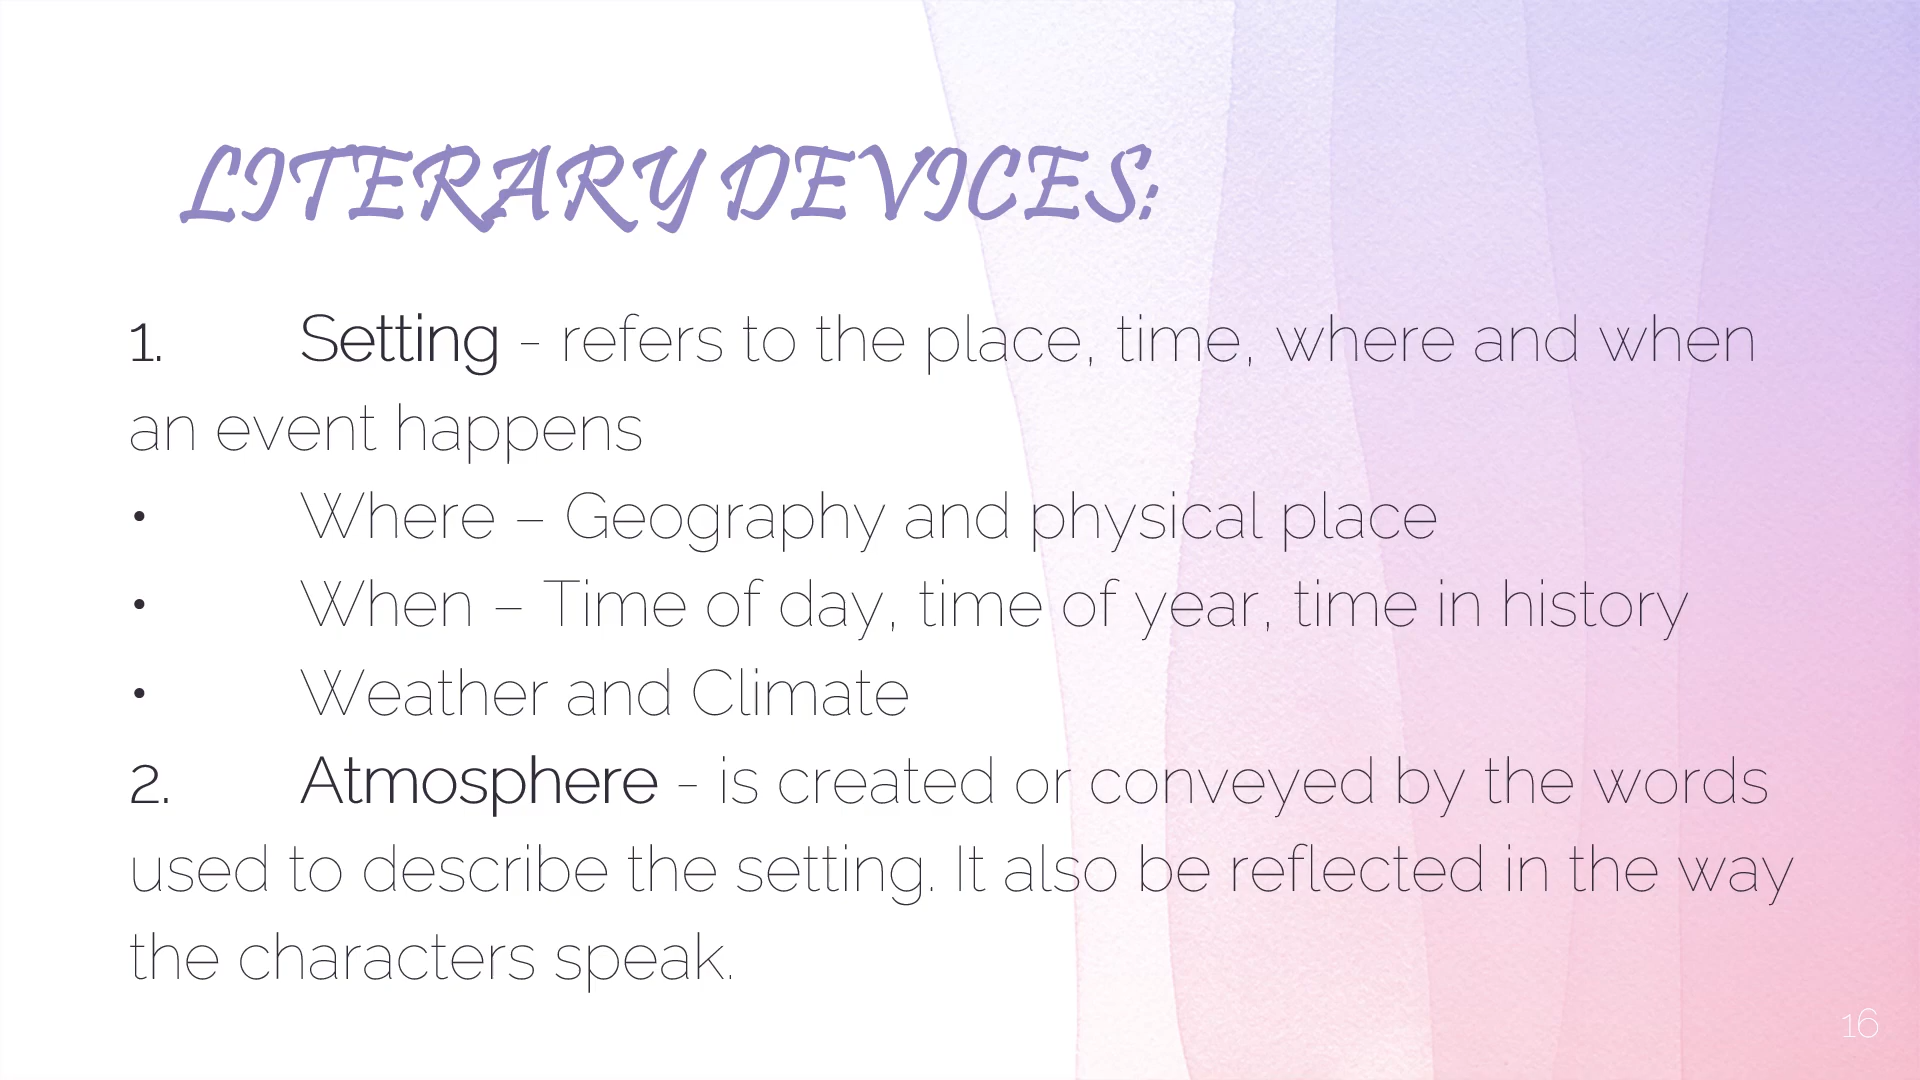 LITERARY DEVICES:
1. Setting - refers to the place, time, where and when
an event happens
• Where – Geography and physical place
• When – Time of day, time of year, time in history
• Weather and Climate
2. Atmosphere - is created or conveyed by the words
used to describe the setting. It also be reflected in the way
the characters speak.
16